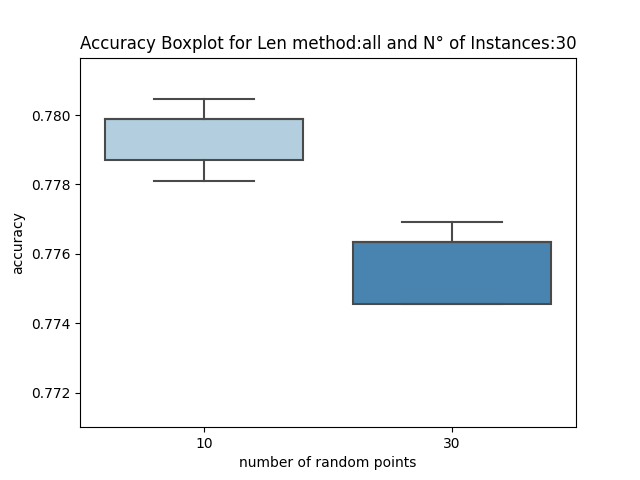 Accuracy Boxplot for Len method:all and N° of Instances:30
0.780
0.778
0.776
0.774
0.772
accuracy
10
30
number of random points